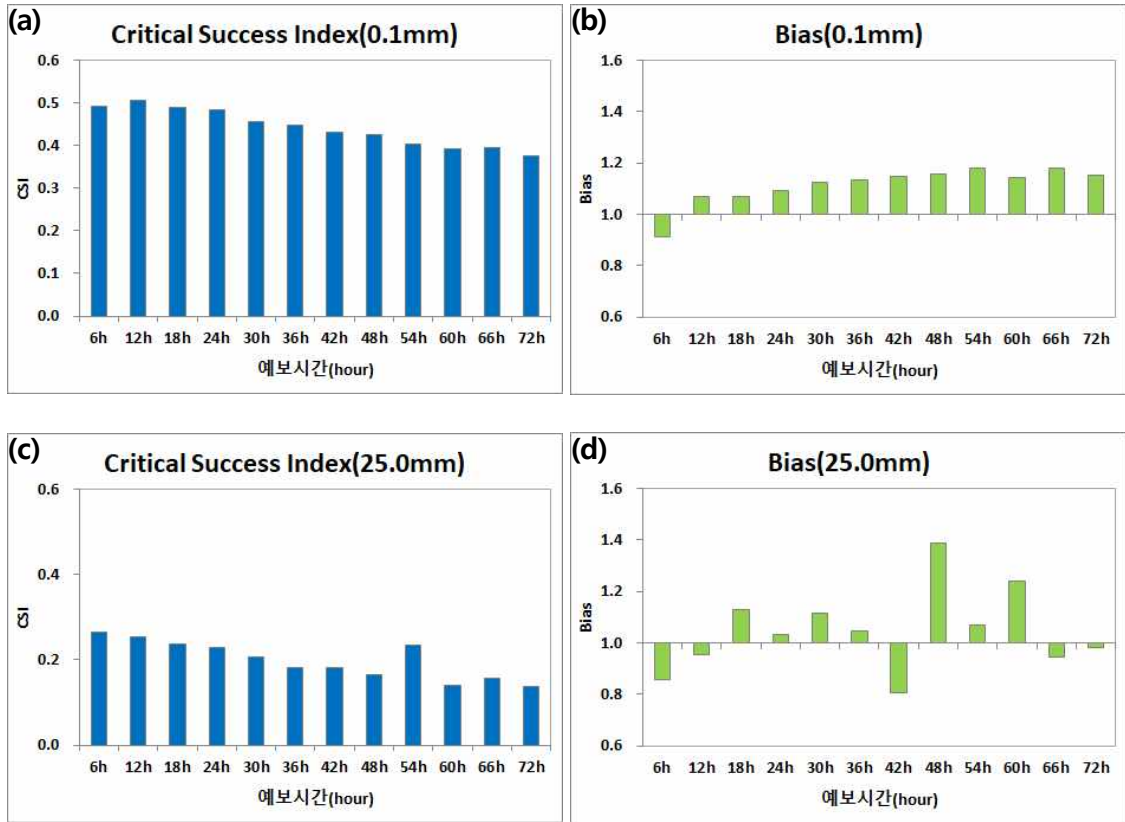 (a)
Critical Success Index(0.1mm)
0.6
0.5
0.4
0.3
0.2
0.1
0.0
CSI
6h 12h 18h 24h 30h 36h 42h 48h 54h 60h 66h 72h
예보시간(hour)
(b)
Bias(0.1mm)
1.6
1.4
1.2
1.0
0.8
0.6
Bias
6h 12h 18h 24h 30h 36h 42h 48h 54h 60h 66h 72h
예보시간(hour)
(c)
Critical Success Index(25.0mm)
0.6
0.4
0.2
0.0
CSI
6h 12h 18h 24h 30h 36h 42h 48h 54h 60h 66h 72h
예보시간(hour)
(d)
Bias(25.0mm)
1.6
1.4
1.2
1.0
0.8
0.6
Bias
6h 12h 18h 24h 30h 36h 42h 48h 54h 60h 66h 72h
예보시간(hour)